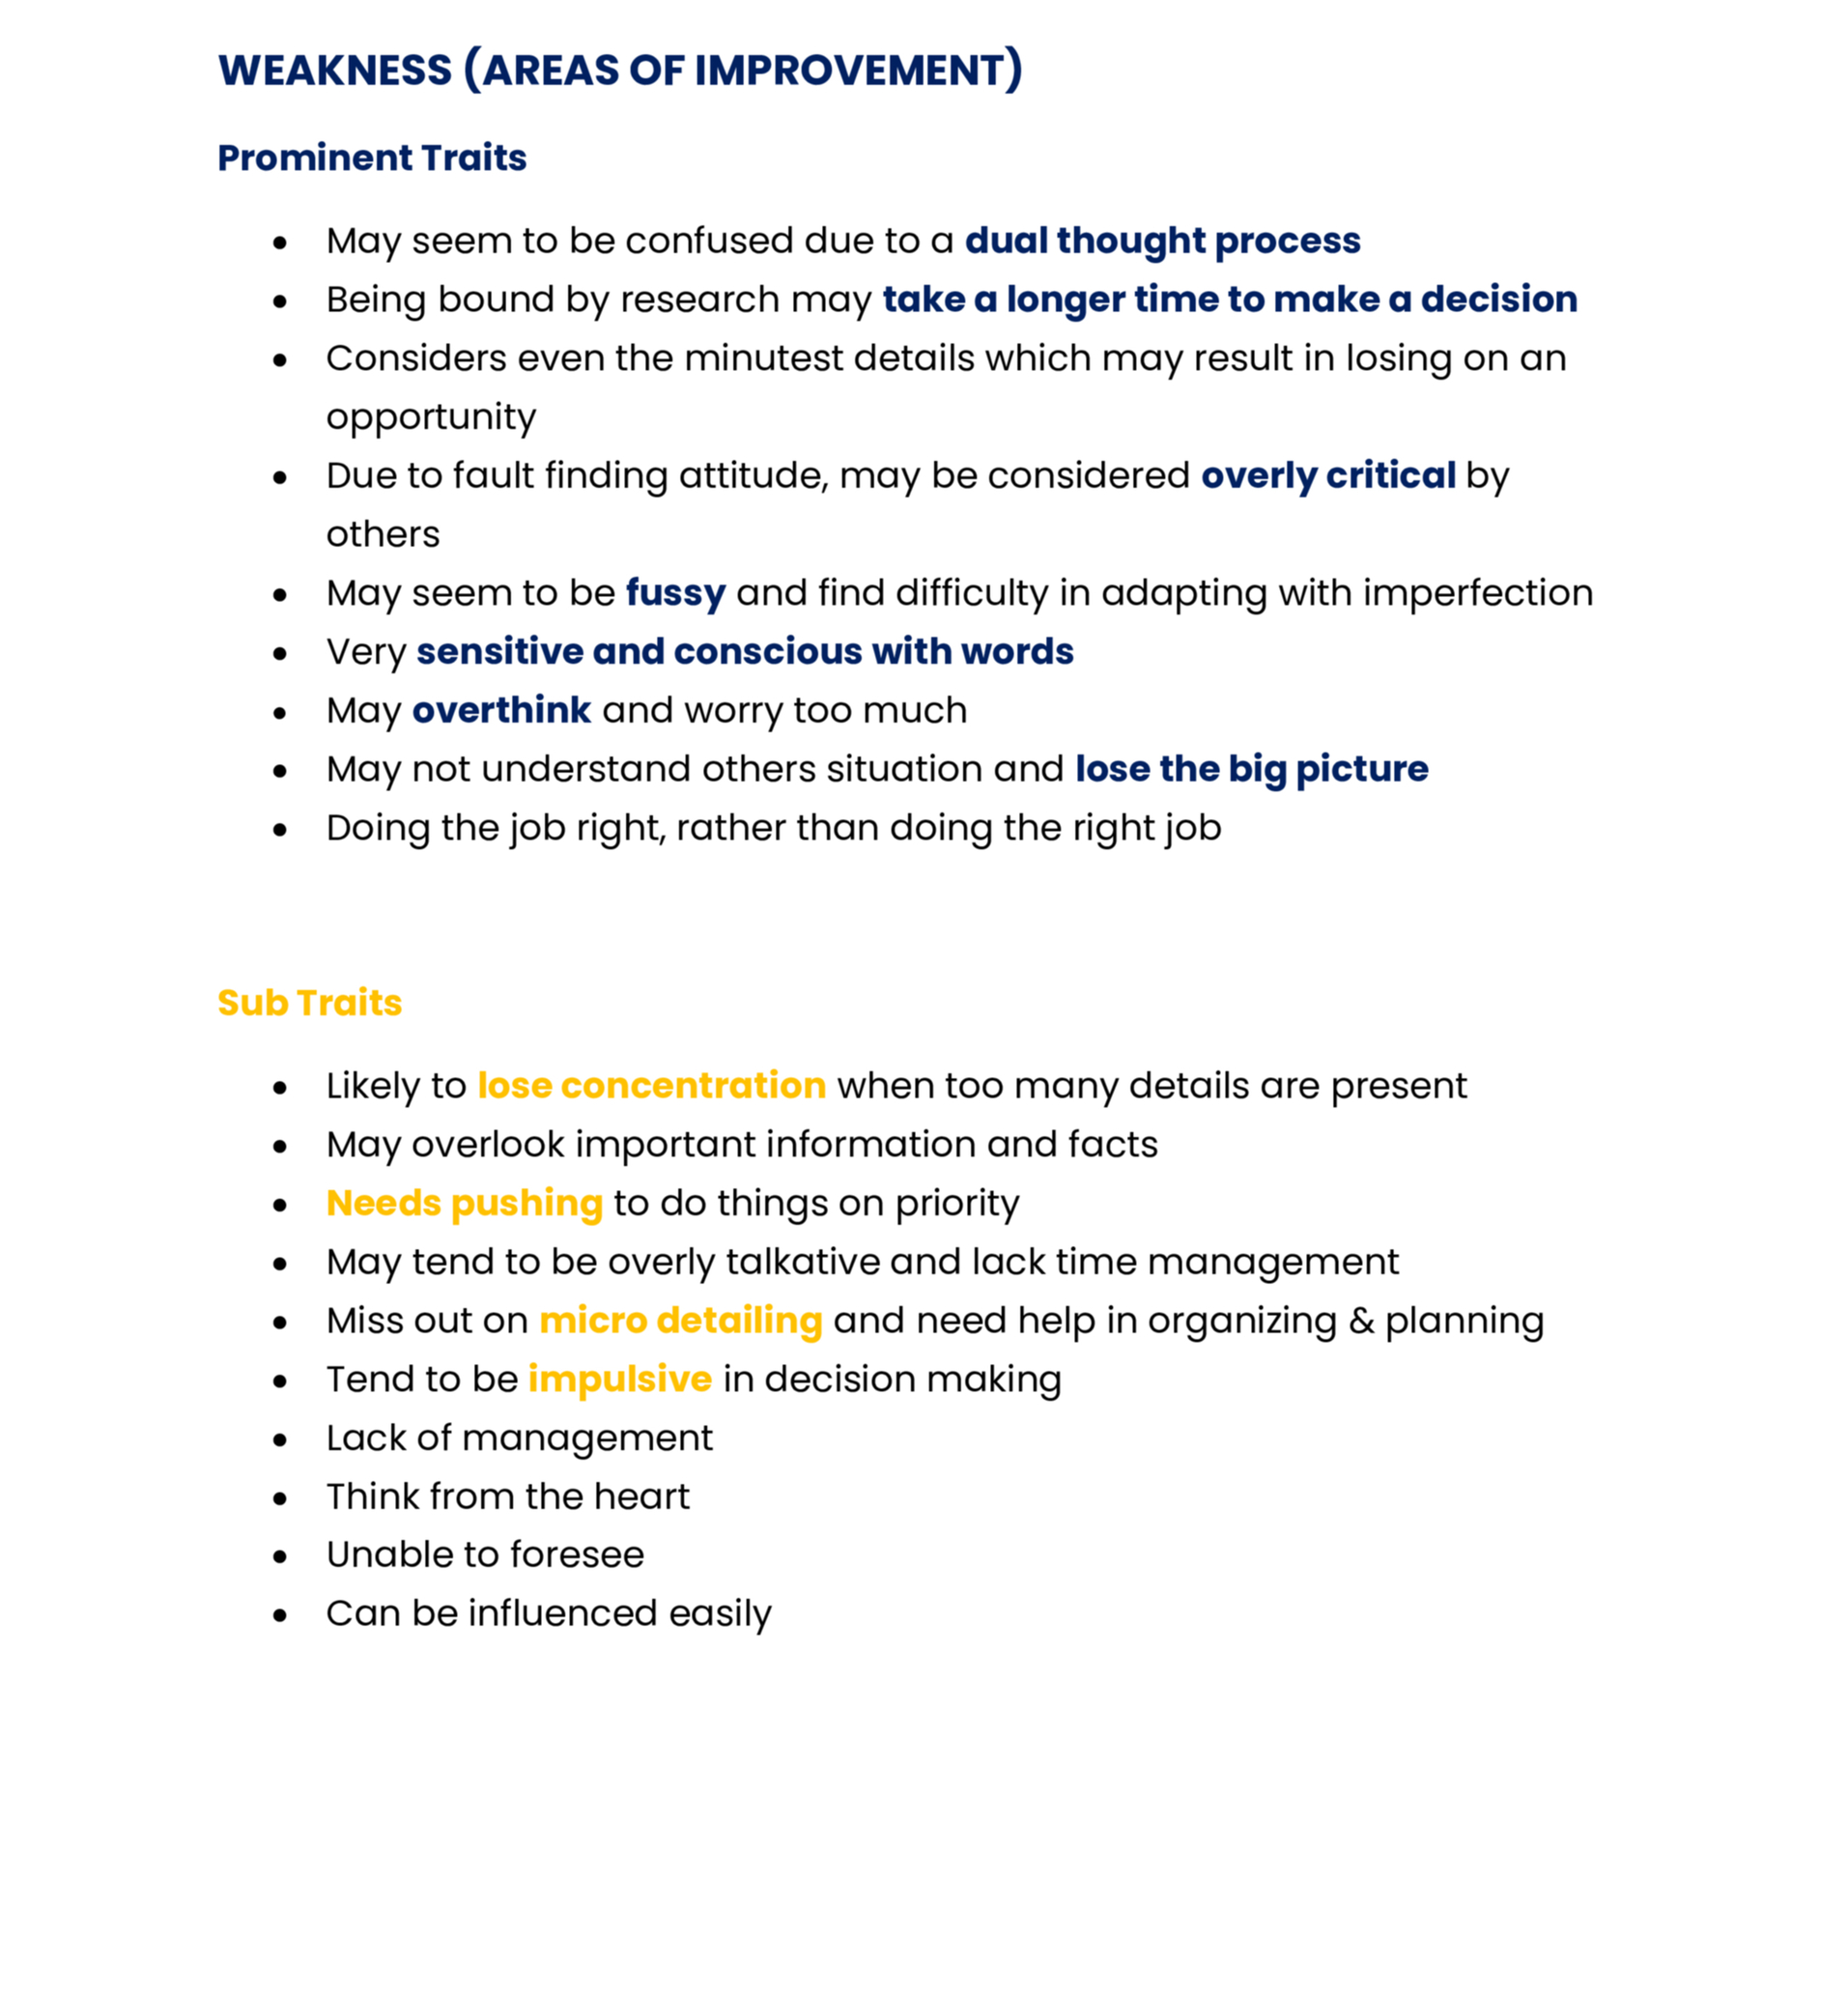 WEAKNESS (AREAS OF IMPROVEMENT)
Prominent Traits
● May seem to be confused due to a dual thought process
● Being bound by research may take a longer time to make a decision
● Considers even the minutest details which may result in losing on an
opportunity
● Due to fault finding attitude, may be considered overly critical by
others
● May seem to be fussy and find difficulty in adapting with imperfection
● Very sensitive and conscious with words
● May overthink and worry too much
● May not understand others situation and lose the big picture
● Doing the job right, rather than doing the right job
Sub Traits
● Likely to lose concentration when too many details are present
● May overlook important information and facts
● Needs pushing to do things on priority
● May tend to be overly talkative and lack time management
● Miss out on micro detailing and need help in organizing & planning
● Tend to be impulsive in decision making
● Lack of management
● Think from the heart
● Unable to foresee
● Can be influenced easily